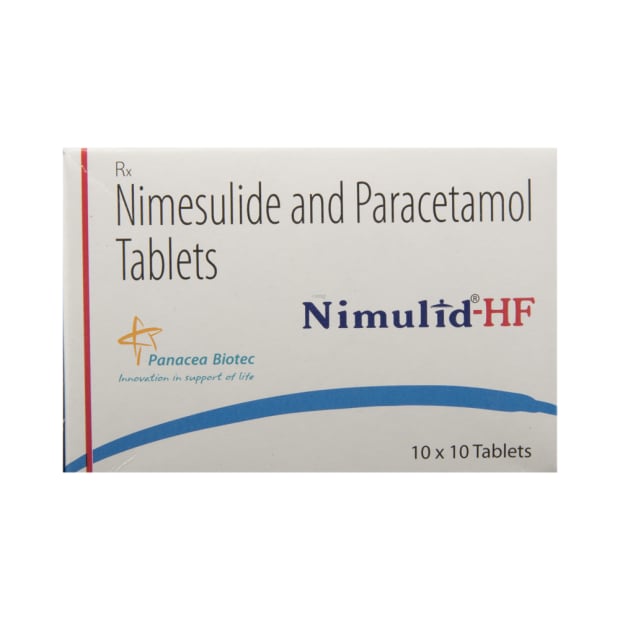 Rx
Nimesulide and Paracetamol
Tablets
Nimulid®-HF
Panacea Biotec
Innovation in support of life
10 x 10 Tablets